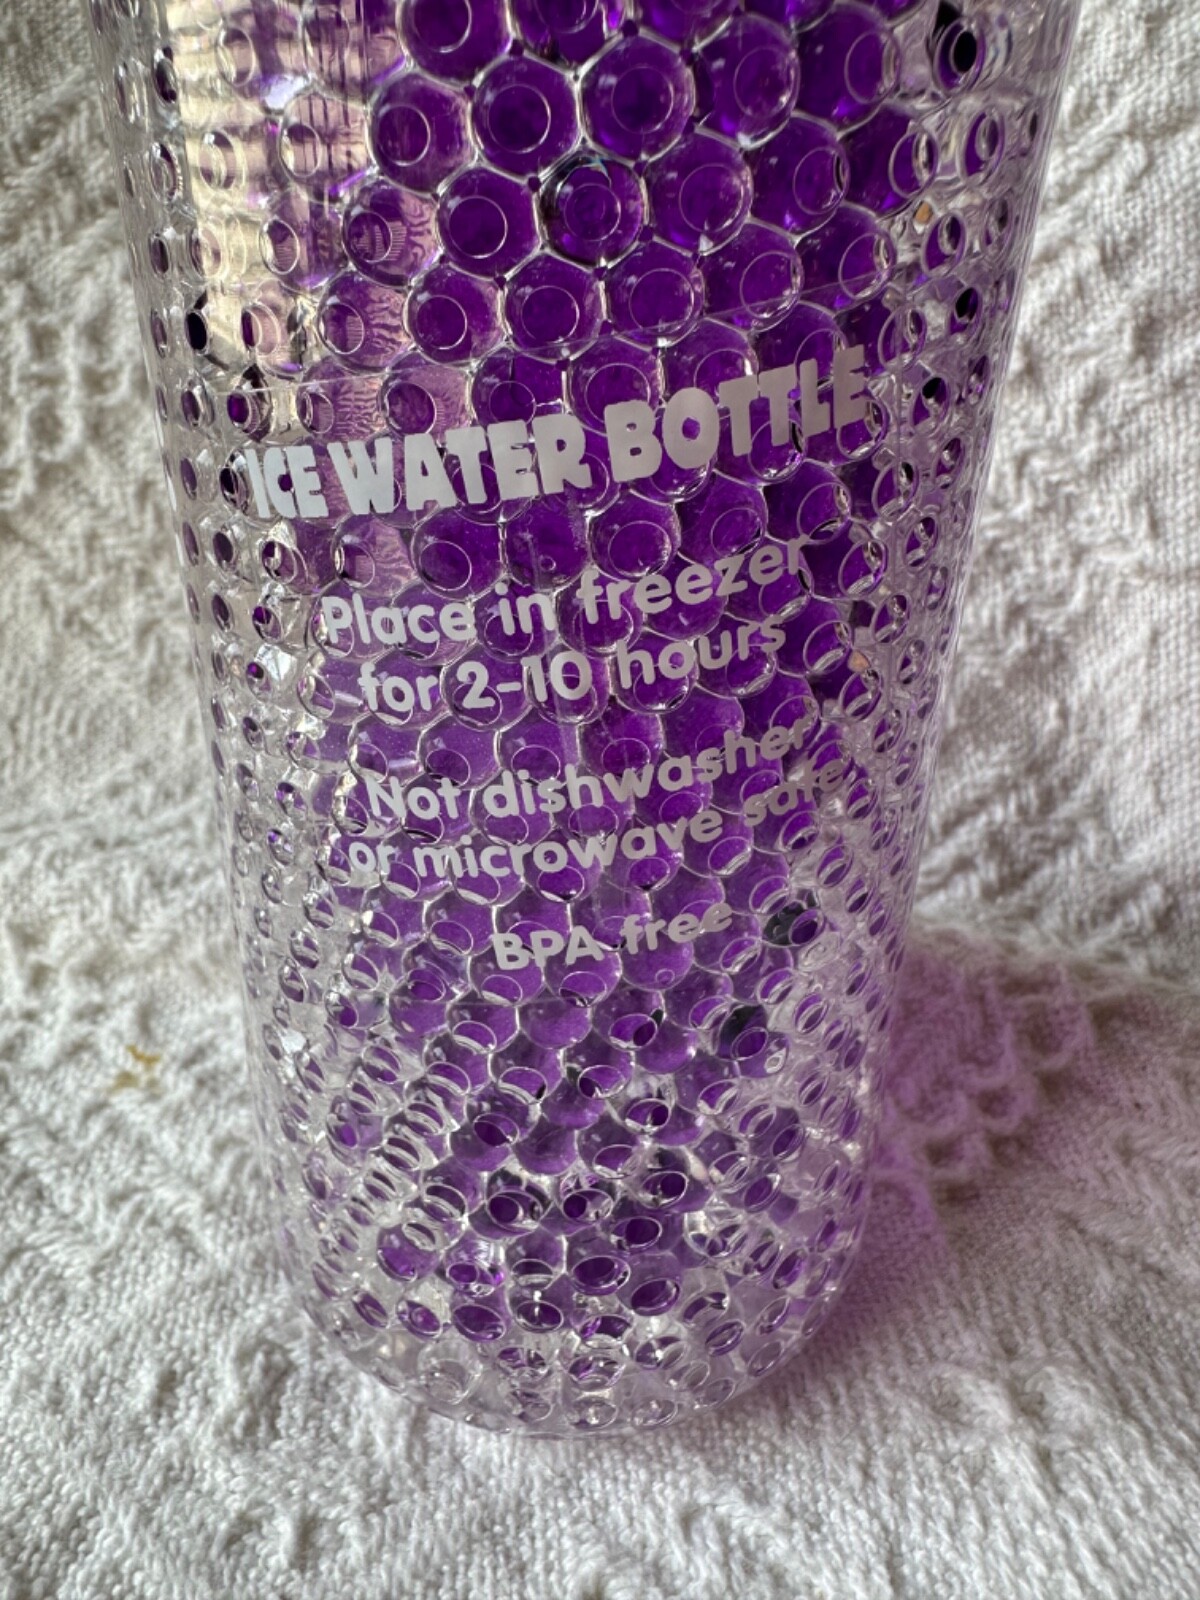 ICE WATER BOTTLE
Place in freezer
for 2-10 hours
Not dishwasher
or microwave safe
BPA free